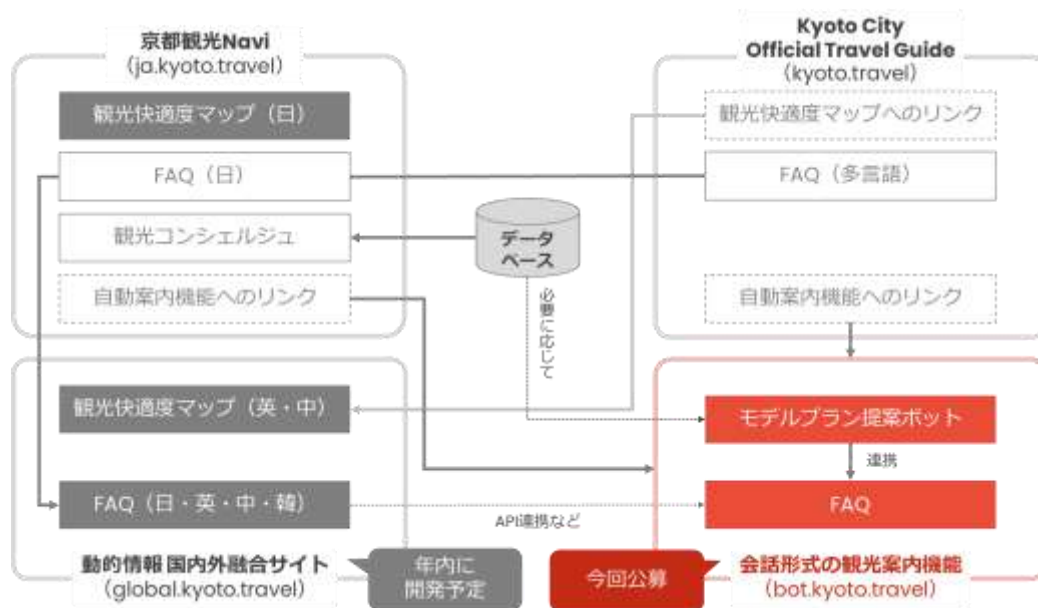 京都観光Navi
(ja.kyoto.travel)
観光快適度マップ（日）
FAQ（日）
観光コンシェルジュ
自動案内機能へのリンク
Kyoto City
Official Travel Guide
(kyoto.travel)
観光快適度マップへのリンク
FAQ（多言語）
自動案内機能へのリンク
データ
ベース
必要に応じて
観光快適度マップ（英・中）
FAQ（日・英・中・韓）
動的情報 国内外融合サイト
(global.kyoto.travel)
年内に
開発予定
API連携など
モデルプラン提案ボット
連携
FAQ
今回公募
会話形式の観光案内機能
(bot.kyoto.travel)